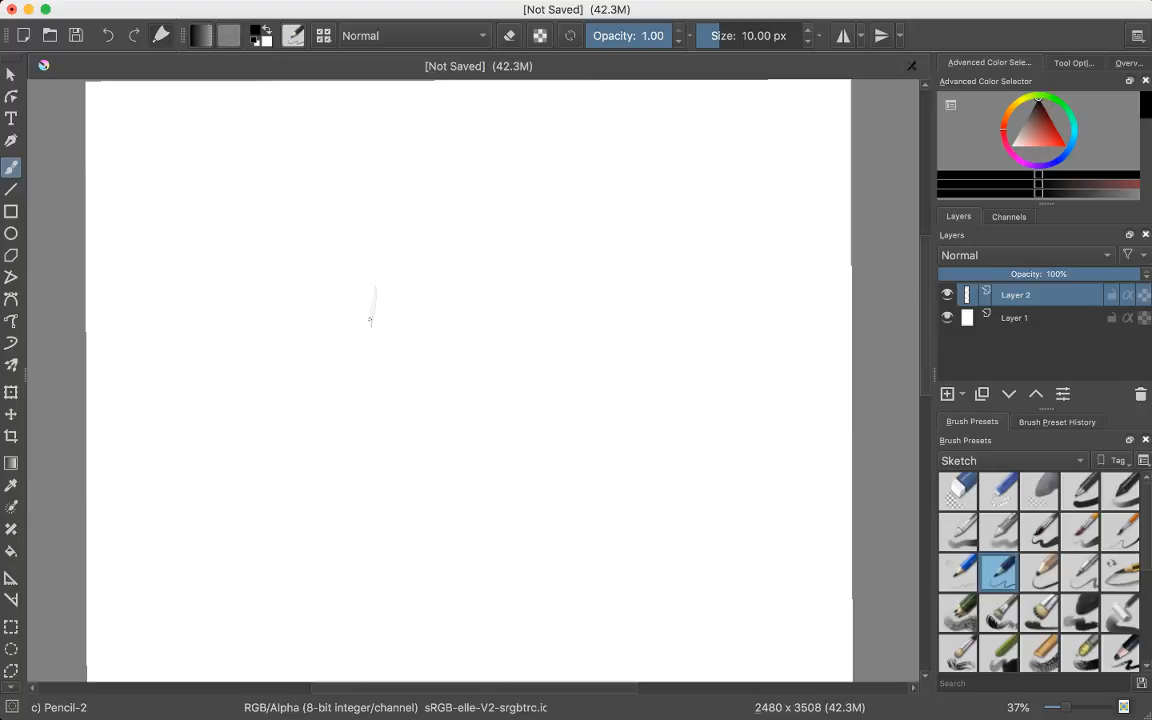 [Not Saved] (42.3M)
Normal
Opacity: 1.00
Size: 10.00 px
[Not Saved] (42.3M)
Advanced Color Sele...
Tool Opt...
Overv...
Advanced Color Selector
Layers
Channels
Layers
Normal
Opacity: 100%
Layer 2
Layer 1
Brush Presets
Brush Preset History
Brush Presets
Sketch
Tag
Search
c) Pencil-2
RGB/Alpha (8-bit integer/channel) sRGB-elle-V2-srgbtrc.ic
2480 x 3508 (42.3M)
37%